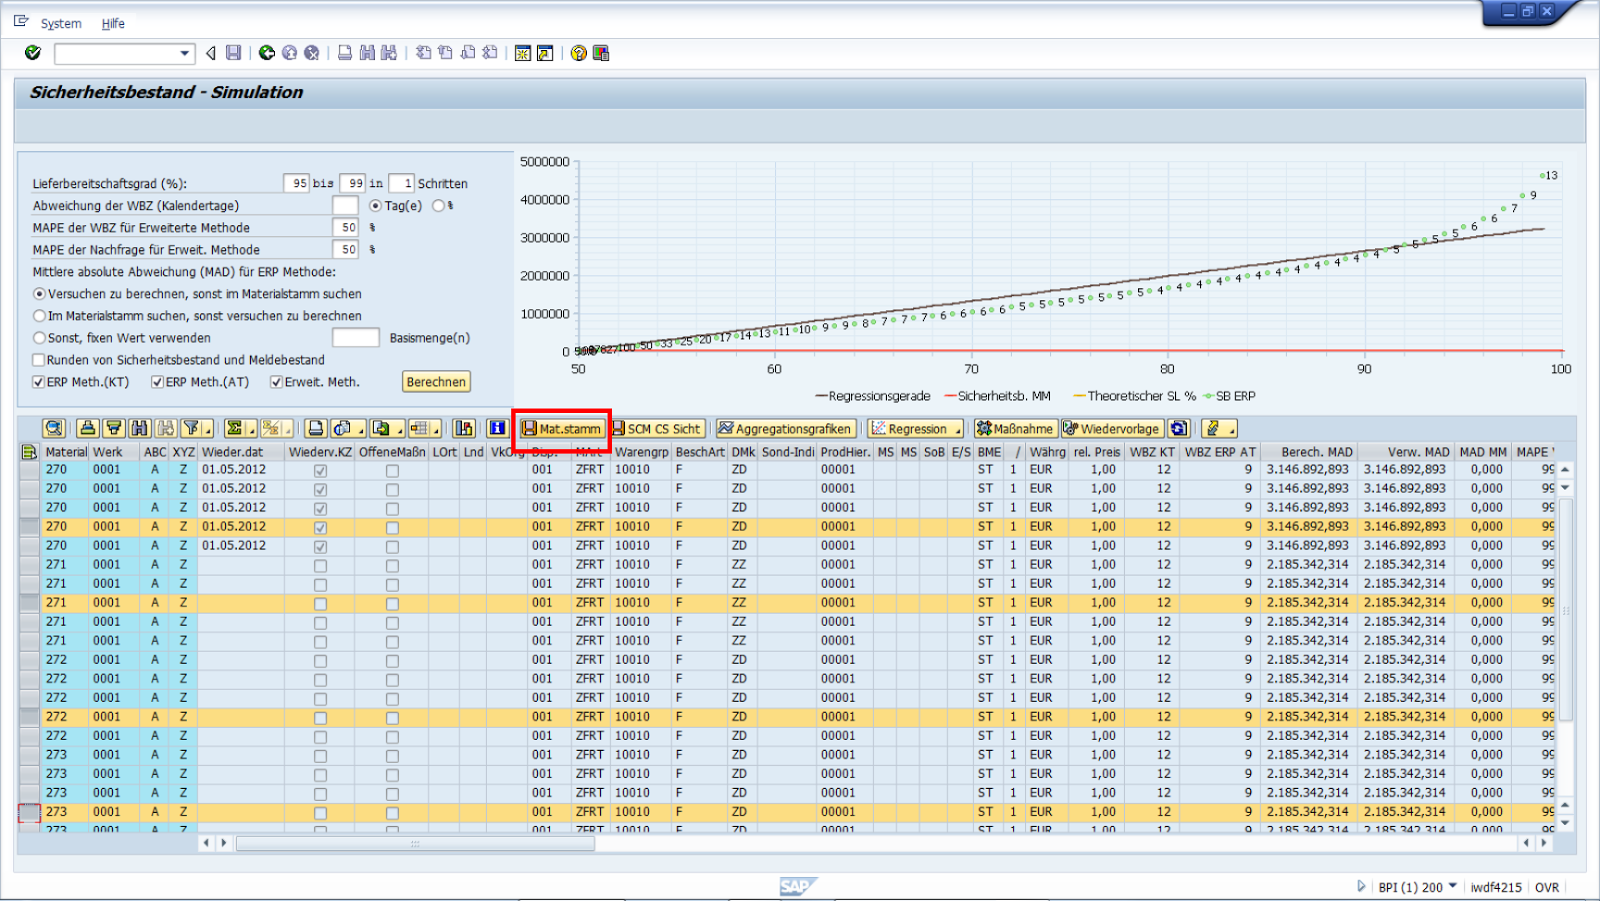 System Hilfe
Sicherheitsbestand - Simulation
Lieferbereitschaftsgrad (%): 95 bis 99 in 1 Schritten
Abweichung der WBZ (Kalendertage) Tag(e) %
MAPE der WBZ für Erweiterte Methode 50 %
MAPE der Nachfrage für Erweit. Methode 50 %
Mittlere absolute Abweichung (MAD) für ERP Methode:
Versuchen zu berechnen, sonst im Materialstamm suchen
Im Materialstamm suchen, sonst versuchen zu berechnen
Sonst, fixen Wert verwenden Basismenge(n)
Runden von Sicherheitsbestand und Meldebestand
ERP Meth.(KT) ERP Meth.(AT) Erweit. Meth. Berechnen
5000000
4000000
3000000
2000000
1000000
0
100 50 33 25 20 17 14 13 11 10 9 9 8 7 7 7 6 6 6 6 5 5 5 5 5 5 5 4 4 4 4 4 4 4 4 4 4 4 5 5 5 5 6 6 7 9 13
50 60 70 80 90 100
Regressionsgerade Sicherheitsb. MM Theoretischer SL % SB ERP
Mat.stamm SCM CS Sicht Aggregationsgrafiken Regression Maßnahme Wiedervorlage
Material Werk ABC XYZ Wieder.dat Wiederv.KZ OffeneMaßn LOrt Lnd VkOrg Disp. MArt Warengrp BeschArt DMk Sond-Indi ProdHier. MS MS SoB E/S BME / Währg rel. Preis WBZ KT WBZ ERP AT Berech. MAD Verw. MAD MAD MM MAPE
270 0001 A Z 01.05.2012 001 ZFRT 10010 F ZD 00001 ST 1 EUR 1,00 12 9 3.146.892,893 3.146.892,893 0,000 99
270 0001 A Z 01.05.2012 001 ZFRT 10010 F ZD 00001 ST 1 EUR 1,00 12 9 3.146.892,893 3.146.892,893 0,000 99
270 0001 A Z 01.05.2012 001 ZFRT 10010 F ZD 00001 ST 1 EUR 1,00 12 9 3.146.892,893 3.146.892,893 0,000 99
270 0001 A Z 01.05.2012 001 ZFRT 10010 F ZD 00001 ST 1 EUR 1,00 12 9 3.146.892,893 3.146.892,893 0,000 99
270 0001 A Z 01.05.2012 001 ZFRT 10010 F ZD 00001 ST 1 EUR 1,00 12 9 3.146.892,893 3.146.892,893 0,000 99
271 0001 A Z 001 ZFRT 10010 F ZZ 00001 ST 1 EUR 1,00 12 9 2.185.342,314 2.185.342,314 0,000 99
271 0001 A Z 001 ZFRT 10010 F ZZ 00001 ST 1 EUR 1,00 12 9 2.185.342,314 2.185.342,314 0,000 99
271 0001 A Z 001 ZFRT 10010 F ZZ 00001 ST 1 EUR 1,00 12 9 2.185.342,314 2.185.342,314 0,000 99
271 0001 A Z 001 ZFRT 10010 F ZZ 00001 ST 1 EUR 1,00 12 9 2.185.342,314 2.185.342,314 0,000 99
271 0001 A Z 001 ZFRT 10010 F ZZ 00001 ST 1 EUR 1,00 12 9 2.185.342,314 2.185.342,314 0,000 99
272 0001 A Z 001 ZFRT 10010 F ZD 00001 ST 1 EUR 1,00 12 9 2.185.342,314 2.185.342,314 0,000 99
272 0001 A Z 001 ZFRT 10010 F ZD 00001 ST 1 EUR 1,00 12 9 2.185.342,314 2.185.342,314 0,000 99
272 0001 A Z 001 ZFRT 10010 F ZD 00001 ST 1 EUR 1,00 12 9 2.185.342,314 2.185.342,314 0,000 99
272 0001 A Z 001 ZFRT 10010 F ZD 00001 ST 1 EUR 1,00 12 9 2.185.342,314 2.185.342,314 0,000 99
272 0001 A Z 001 ZFRT 10010 F ZD 00001 ST 1 EUR 1,00 12 9 2.185.342,314 2.185.342,314 0,000 99
273 0001 A Z 001 ZFRT 10010 F ZD 00001 ST 1 EUR 1,00 12 9 2.185.342,314 2.185.342,314 0,000 99
273 0001 A Z 001 ZFRT 10010 F ZD 00001 ST 1 EUR 1,00 12 9 2.185.342,314 2.185.342,314 0,000 99
273 0001 A Z 001 ZFRT 10010 F ZD 00001 ST 1 EUR 1,00 12 9 2.185.342,314 2.185.342,314 0,000 99
273 0001 A Z 001 ZFRT 10010 F ZD 00001 ST 1 EUR 1,00 12 9 2.185.342,314 2.185.342,314 0,000 99
273 0001 A Z 001 ZFRT 10010 F ZD 00001 ST 1 EUR 1,00 12 9 2.185.342,314 2.185.342,314 0,000 99
SAP BPI (1) 200 iwdf4215 OVR